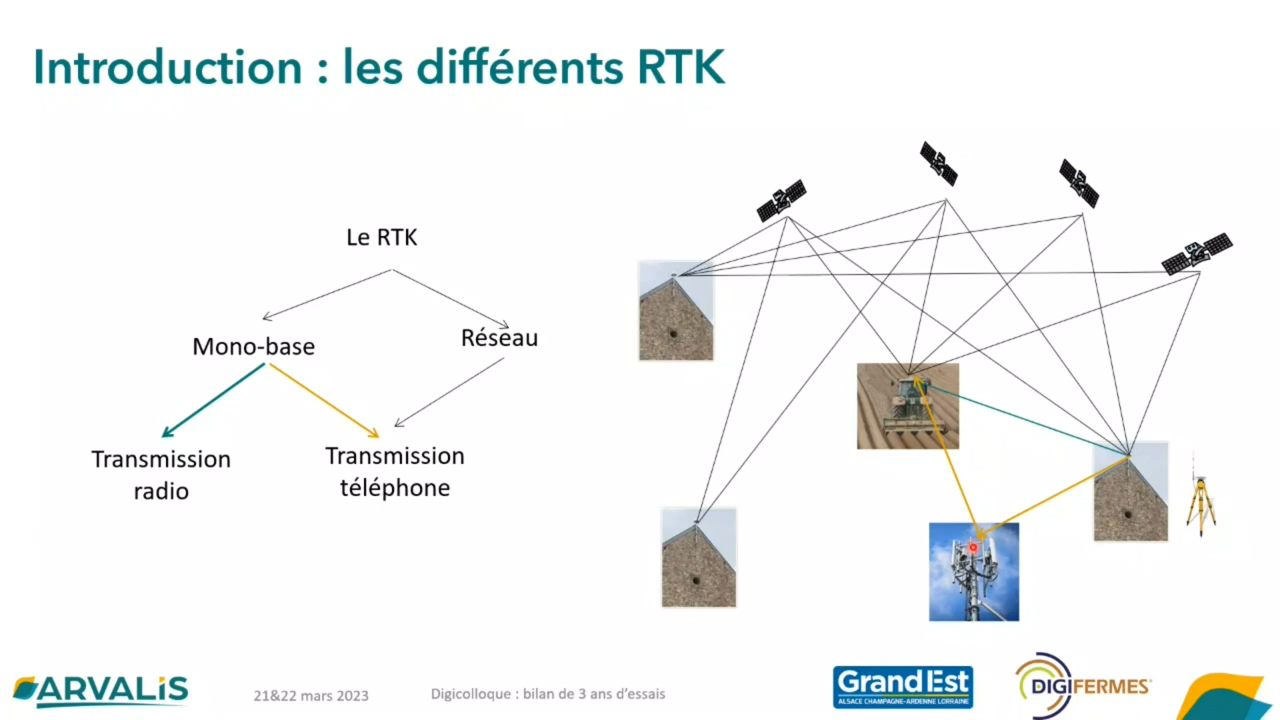 Introduction : les différents RTK
Le RTK
Mono-base
Réseau
Transmission
radio
Transmission
téléphone
ARVALIS
21&22 mars 2023
Digicolloque : bilan de 3 ans d'essais
Grand Est
ALSACE CHAMPAGNE-ARDENNE LORRAINE
DIGIFERMES®